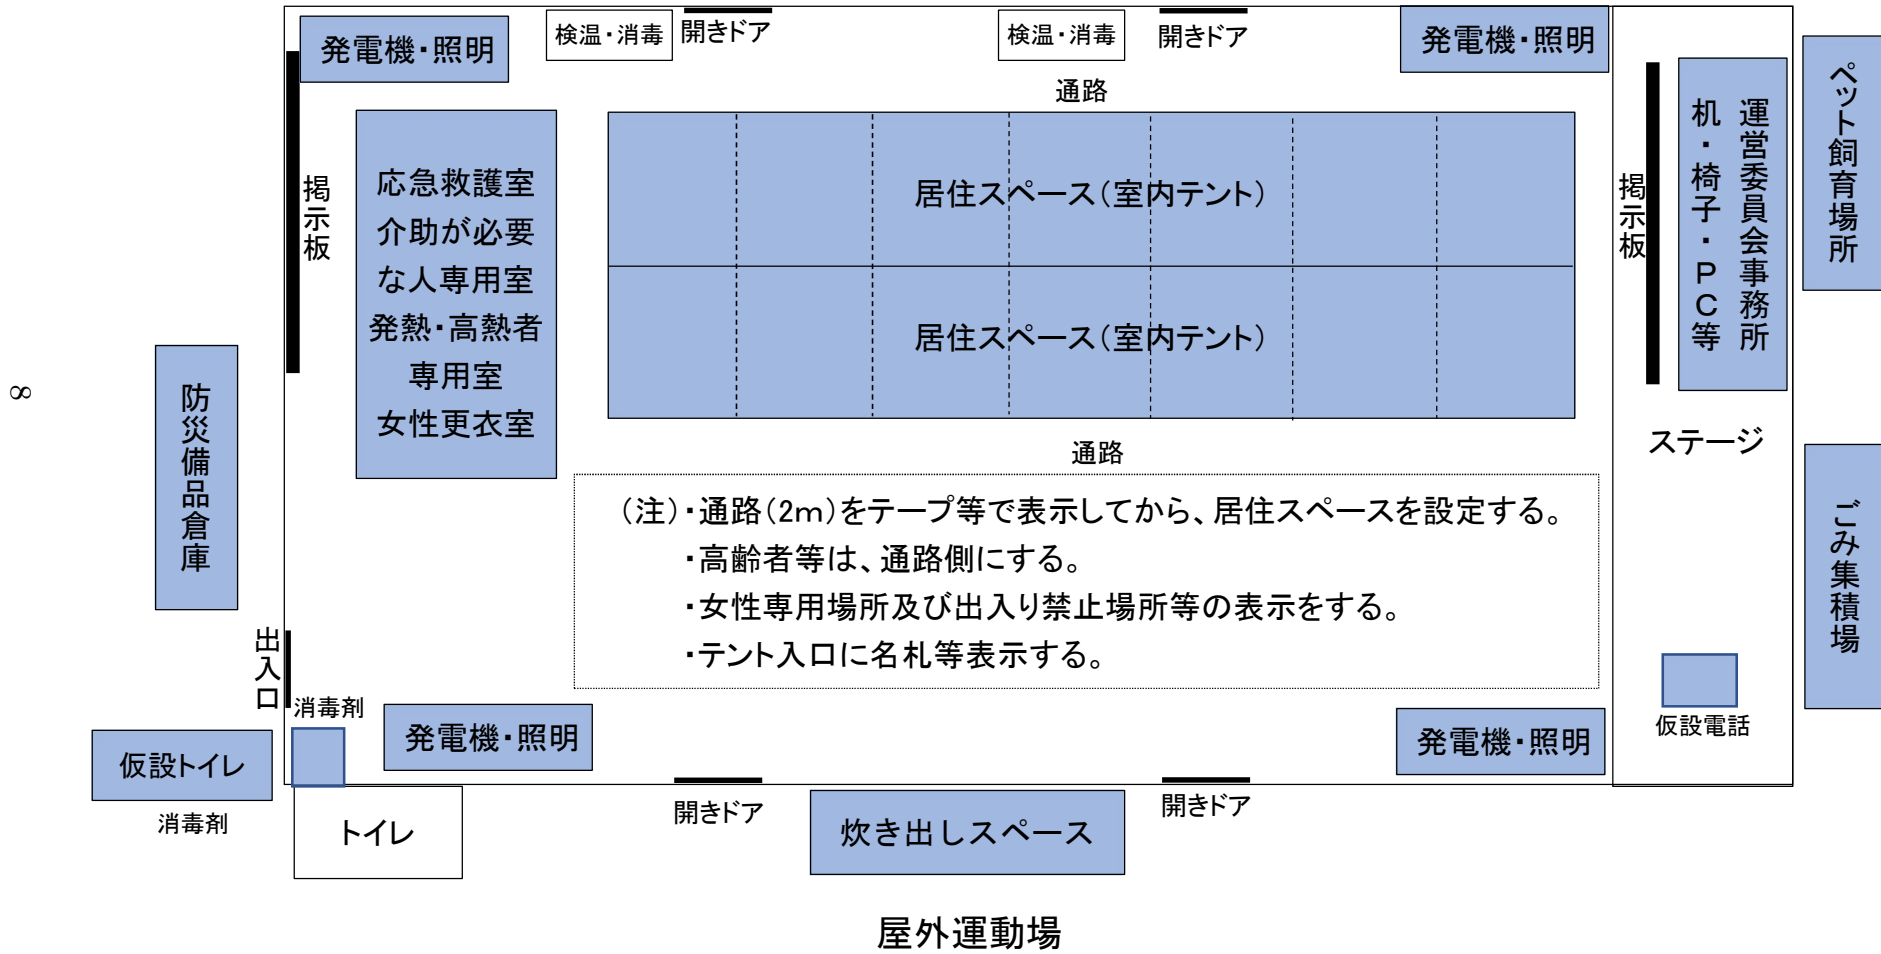 発電機・照明
検温・消毒
開きドア
検温・消毒
開きドア
発電機・照明
通路
掲示板
応急救護室
介助が必要
な人専用室
発熱・高熱者
専用室
女性更衣室
居住スペース(室内テント)
居住スペース(室内テント)
掲示板
運営委員会事務所
机・椅子・PC等
ペット飼育場所
8
防災備品倉庫
通路
ステージ
(注)・通路(2m)をテープ等で表示してから、居住スペースを設定する。
・高齢者等は、通路側にする。
・女性専用場所及び出入り禁止場所等の表示をする。
・テント入口に名札等表示する。
ごみ集積場
出入口
消毒剤
発電機・照明
発電機・照明
仮設電話
仮設トイレ
消毒剤
トイレ
開きドア
炊き出しスペース
開きドア
屋外運動場